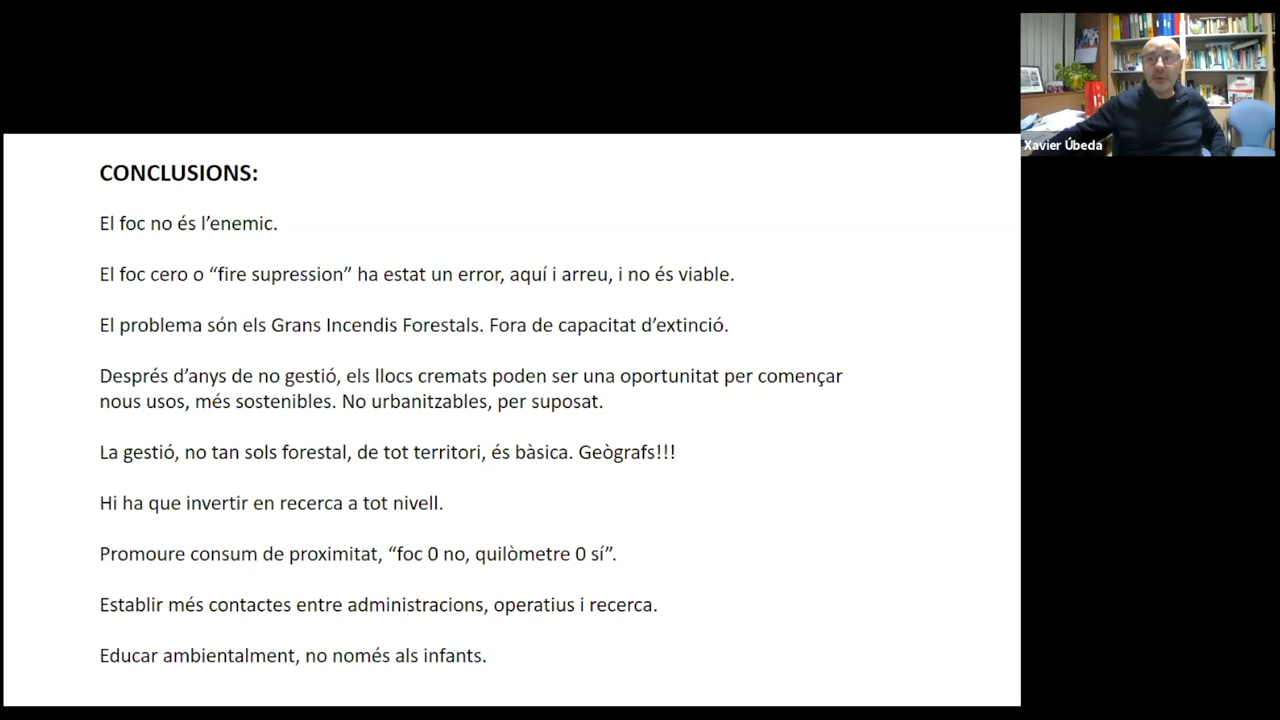 CONCLUSIONS:
El foc no és l’enemic.
El foc cero o “fire supression” ha estat un error, aquí i arreu, i no és viable.
El problema són els Grans Incendis Forestals. Fora de capacitat d’extinció.
Després d’anys de no gestió, els llocs cremats poden ser una oportunitat per començar
nous usos, més sostenibles. No urbanitzables, per suposat.
La gestió, no tan sols forestal, de tot territori, és bàsica. Geògrafs!!!
Hi ha que invertir en recerca a tot nivell.
Promoure consum de proximitat, “foc 0 no, quilòmetre 0 sí”.
Establir més contactes entre administracions, operatius i recerca.
Educar ambientalment, no només als infants.
Xavier Úbeda